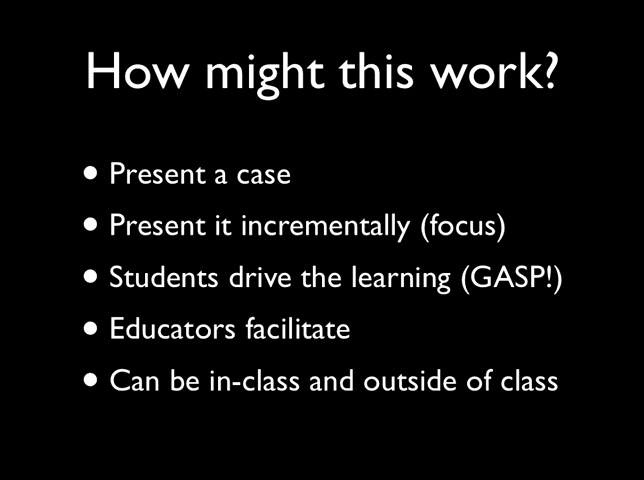 How might this work?
• Present a case
• Present it incrementally (focus)
• Students drive the learning (GASP!)
• Educators facilitate
• Can be in-class and outside of class